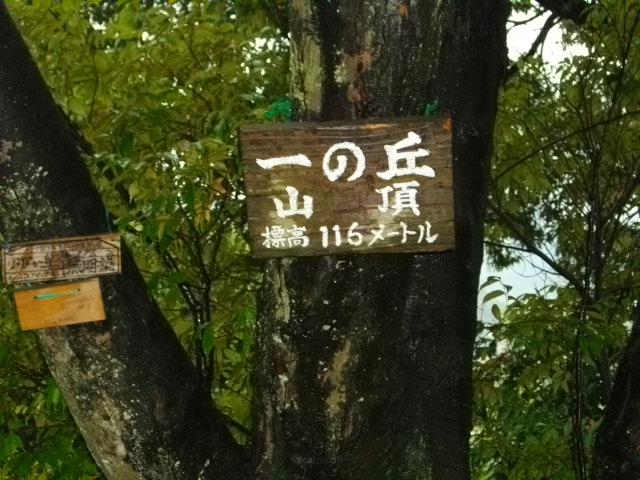 一の丘
山頂
標高 116メートル